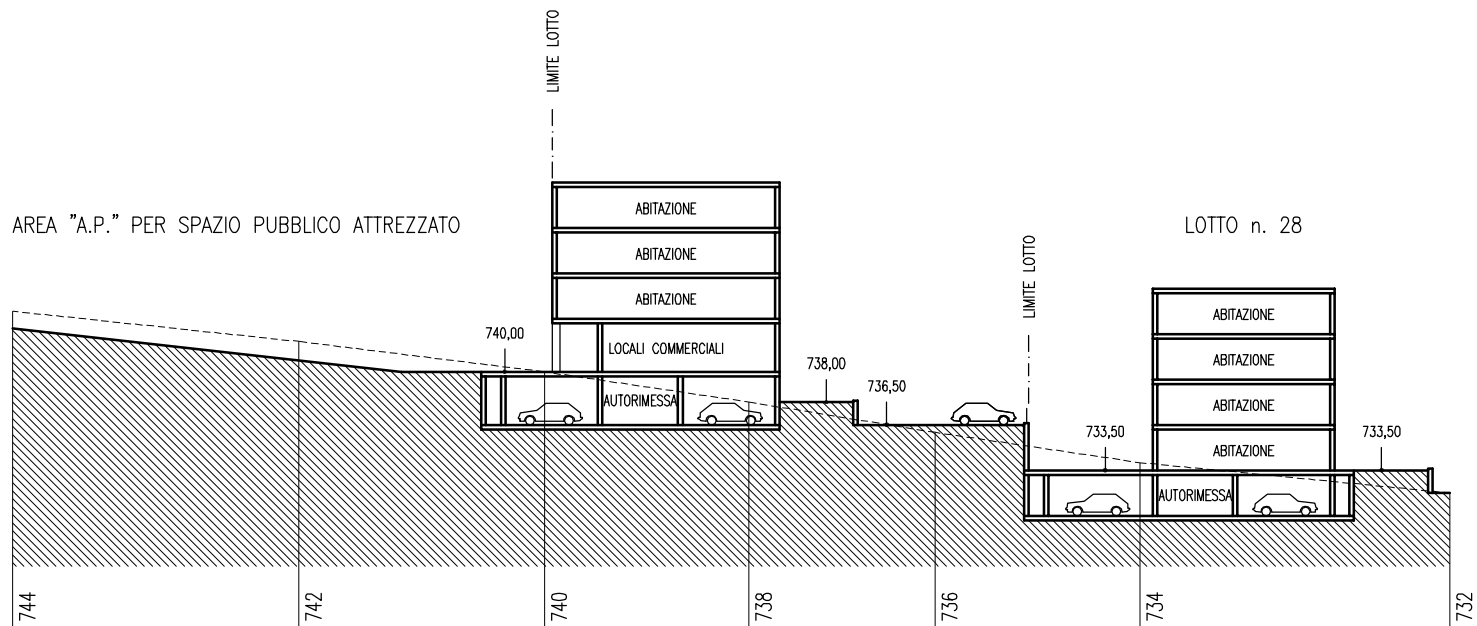 LIMITE LOTTO
AREA "A.P." PER SPAZIO PUBBLICO ATTREZZATO
ABITAZIONE
ABITAZIONE
ABITAZIONE
LOCALI COMMERCIALI
AUTORIMESSA
740,00
738,00
736,50
LIMITE LOTTO
LOTTO n. 28
ABITAZIONE
ABITAZIONE
ABITAZIONE
ABITAZIONE
AUTORIMESSA
733,50
733,50
744
742
740
738
736
734
732